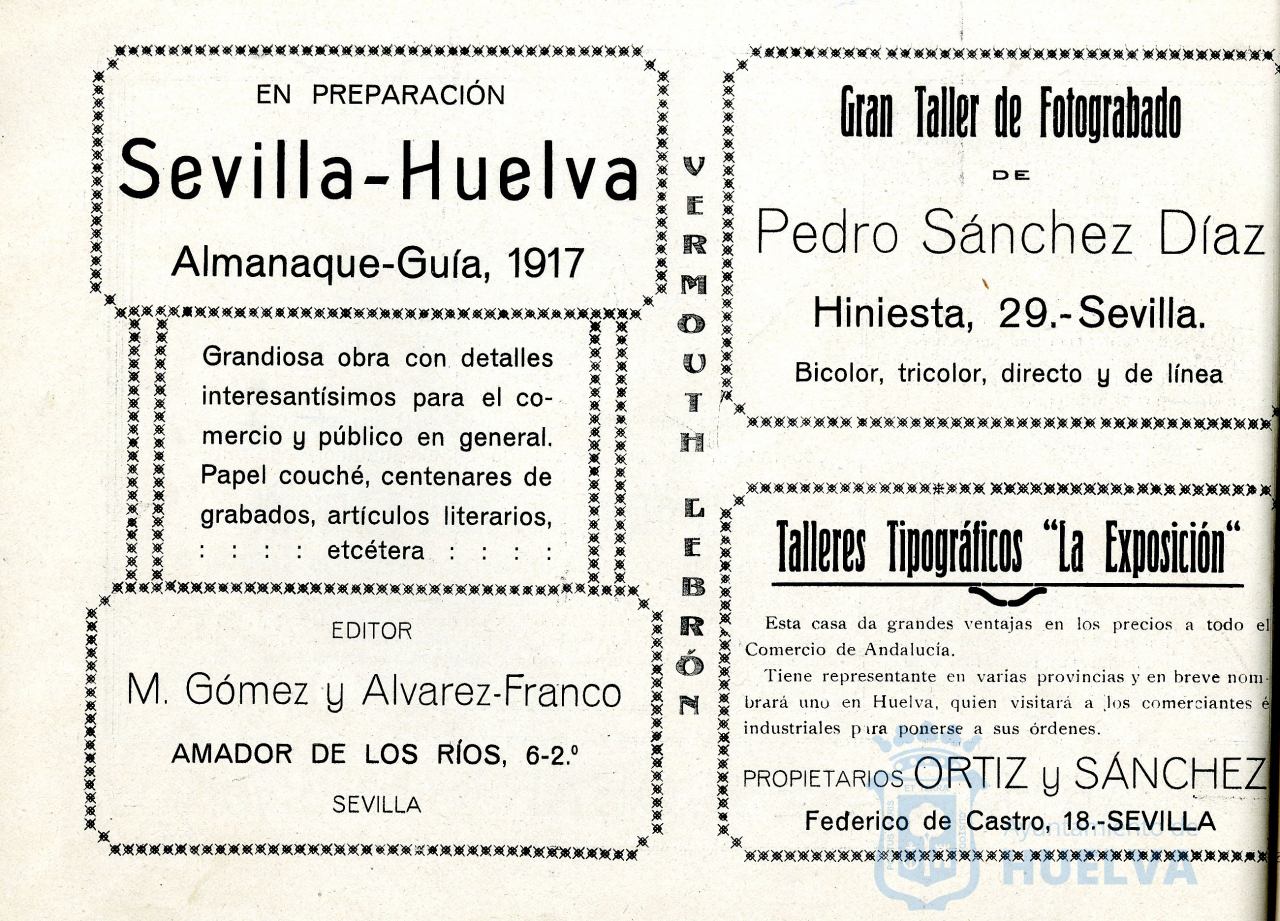 EN PREPARACIÓN
Sevilla-Huelva
Almanaque-Guía, 1917
Grandiosa obra con detalles
interesantísimos para el co-
mercio y público en general.
Papel couché, centenares de
grabados, artículos literarios,
: : : : etcétera : : : :
EDITOR
M. Gómez y Alvarez-Franco
AMADOR DE LOS RÍOS, 6-2.º
SEVILLA
VERMOUTH LEBRÓN
Gran Taller de Fotograbado
DE
Pedro Sánchez Díaz
Hiniesta, 29.-Sevilla.
Bicolor, tricolor, directo y de línea
Talleres Tipográficos "La Exposición"
Esta casa da grandes ventajas en los precios a todo el
Comercio de Andalucía.
Tiene representante en varias provincias y en breve nom-
brará uno en Huelva, quien visitará a los comerciantes é
industriales para ponerse a sus órdenes.
PROPIETARIOS ORTIZ y SÁNCHEZ
Federico de Castro, 18.-SEVILLA
Ayuntamiento de
HUELVA